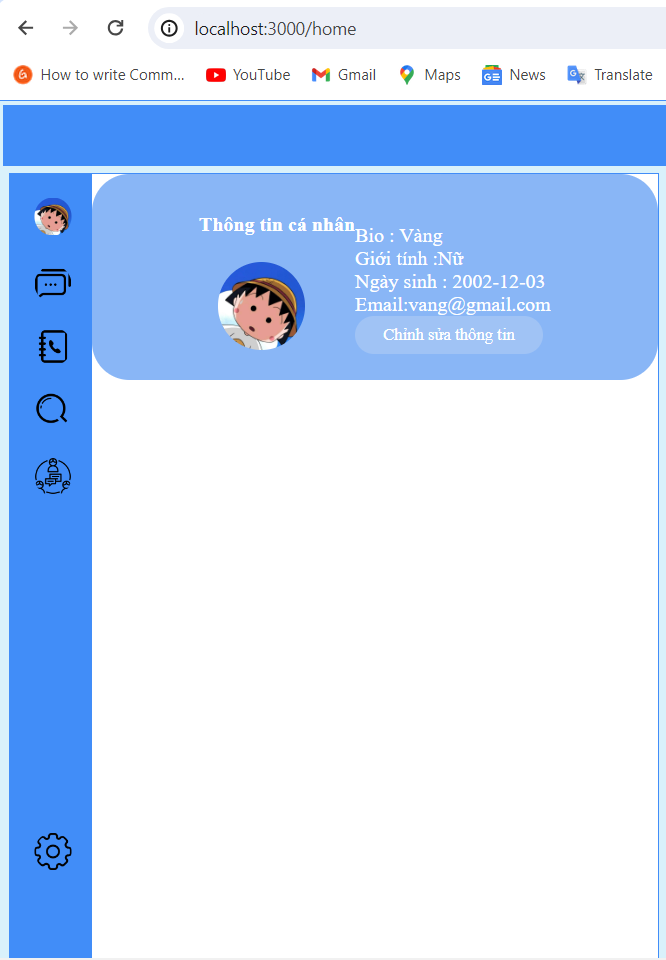 localhost:3000/home
How to write Comm... YouTube Gmail Maps News Translate
Thông tin cá nhân
Bio : Vàng
Giới tính :Nữ
Ngày sinh : 2002-12-03
Email:vang@gmail.com
Chỉnh sửa thông tin